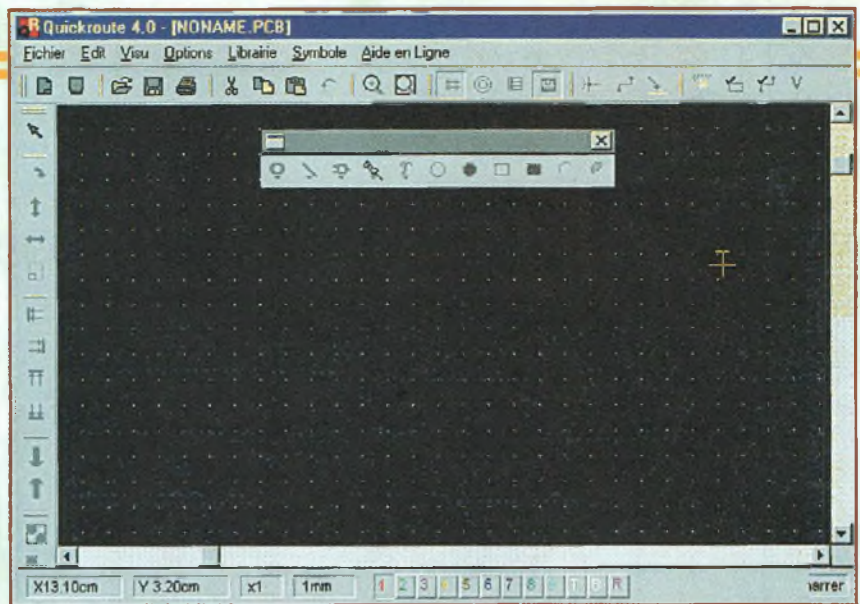 Quickroute 4.0 - [NONAME.PCB]
Fichier Edit Visu Options Librairie Symbole Aide en Ligne
X13.10cm Y 3.20cm x1 1mm 1 2 3 4 5 6 7 8 9 T B R